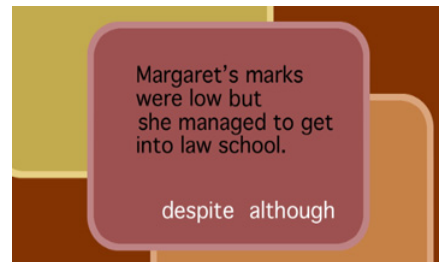 Margaret's marks
were low but
she managed to get
into law school.
despite although